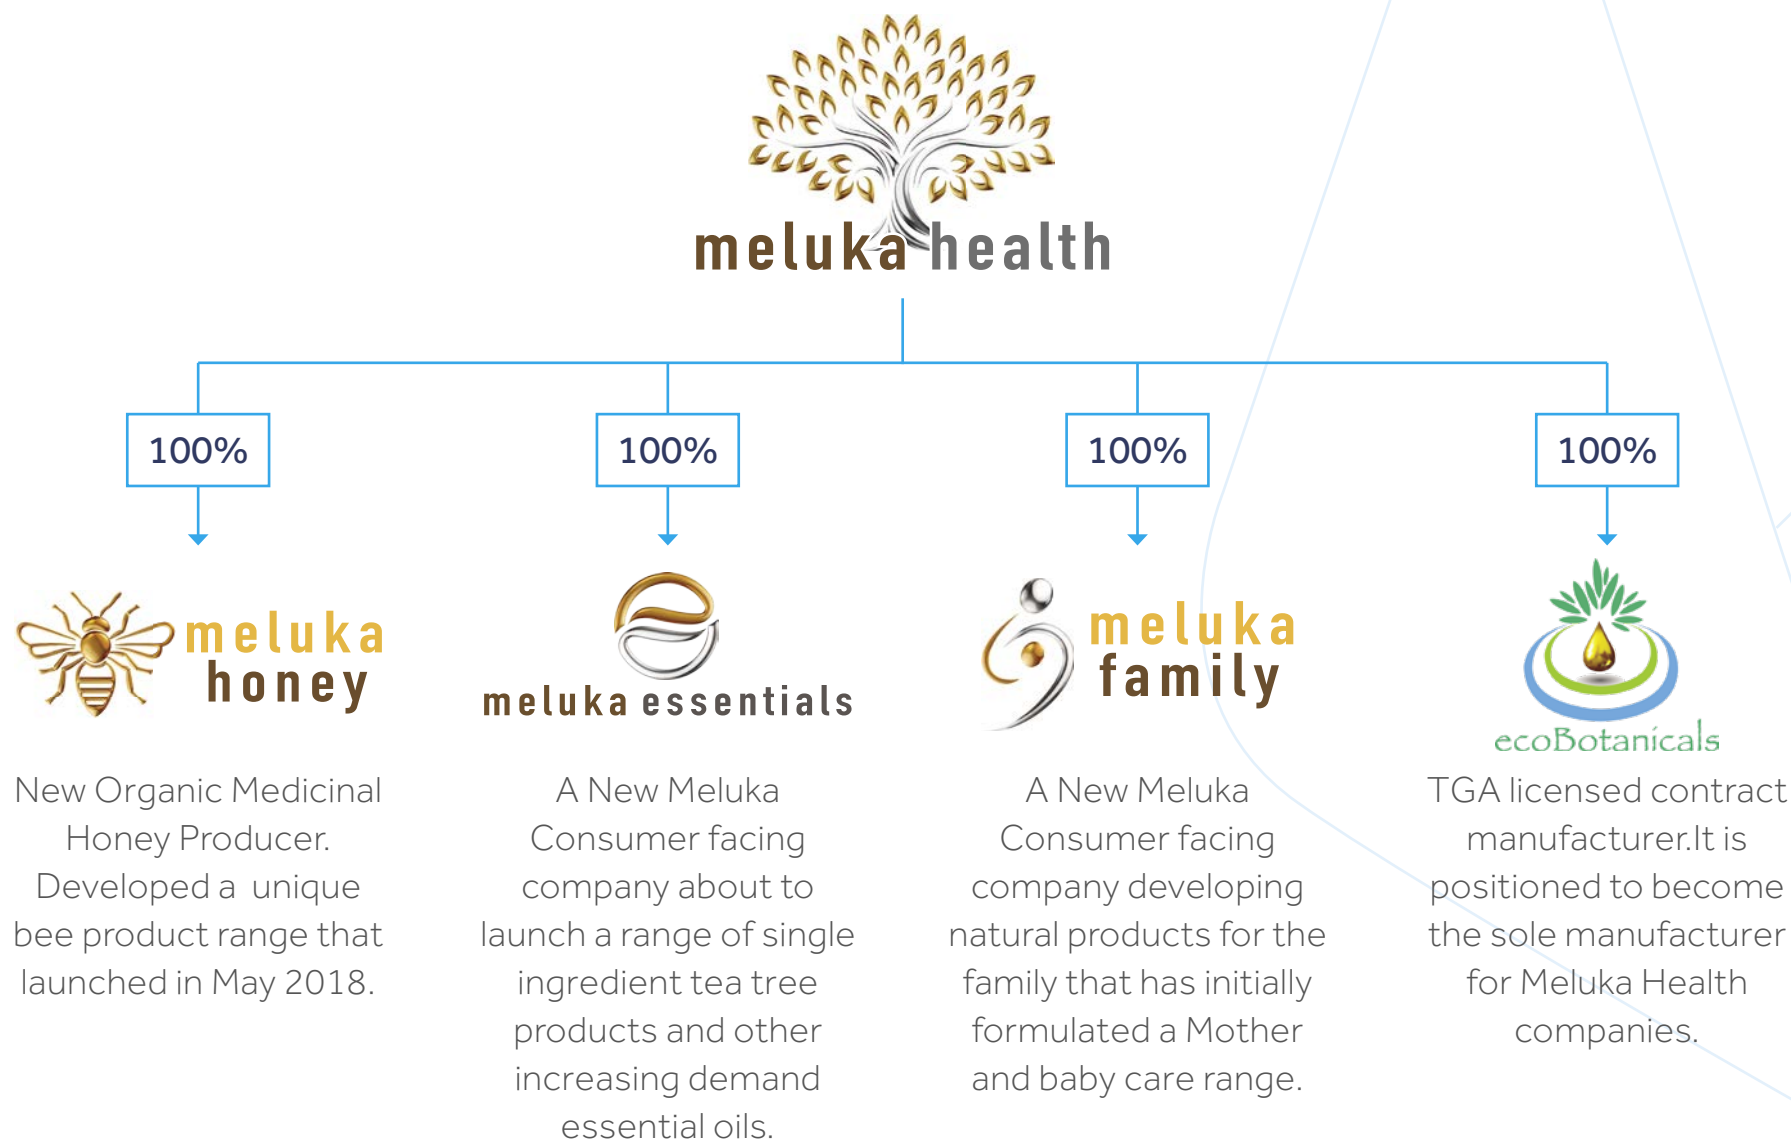 meluka health
100%
100%
100%
100%
meluka
honey
meluka essentials
meluka
family
ecoBotanicals
New Organic Medicinal
Honey Producer.
Developed a unique
bee product range that
launched in May 2018.
A New Meluka
Consumer facing
company about to
launch a range of single
ingredient tea tree
products and other
increasing demand
essential oils.
A New Meluka
Consumer facing
company developing
natural products for the
family that has initially
formulated a Mother
and baby care range.
TGA licensed contract
manufacturer.It is
positioned to become
the sole manufacturer
for Meluka Health
companies.